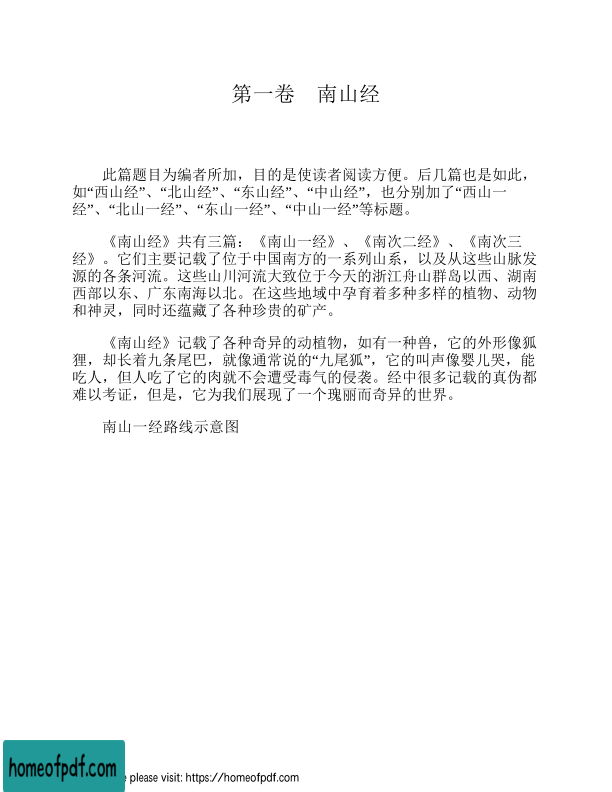 第一卷　南山经
此篇题目为编者所加，目的是使读者阅读方便。后几篇也是如此，
如“西山经”、“北山经”、“东山经”、“中山经”，也分别加了“西山一
经”、“北山一经”、“东山一经”、“中山一经”等标题。
《南山经》共有三篇：《南山一经》、《南次二经》、《南次三
经》。它们主要记载了位于中国南方的一系列山系，以及从这些山脉发
源的各条河流。这些山川河流大致位于今天的浙江舟山群岛以西、湖南
西部以东、广东南海以北。在这些地域中孕育着多种多样的植物、动物
和神灵，同时还蕴藏了各种珍贵的矿产。
《南山经》记载了各种奇异的动植物，如有一种兽，它的外形像狐
狸，却长着九条尾巴，就像通常说的“九尾狐”，它的叫声像婴儿哭，能
吃人，但人吃了它的肉就不会遭受毒气的侵袭。经中很多记载的真伪都
难以考证，但是，它为我们展现了一个瑰丽而奇异的世界。
南山一经路线示意图
homeofpdf.com
e please visit: https://homeofpdf.com